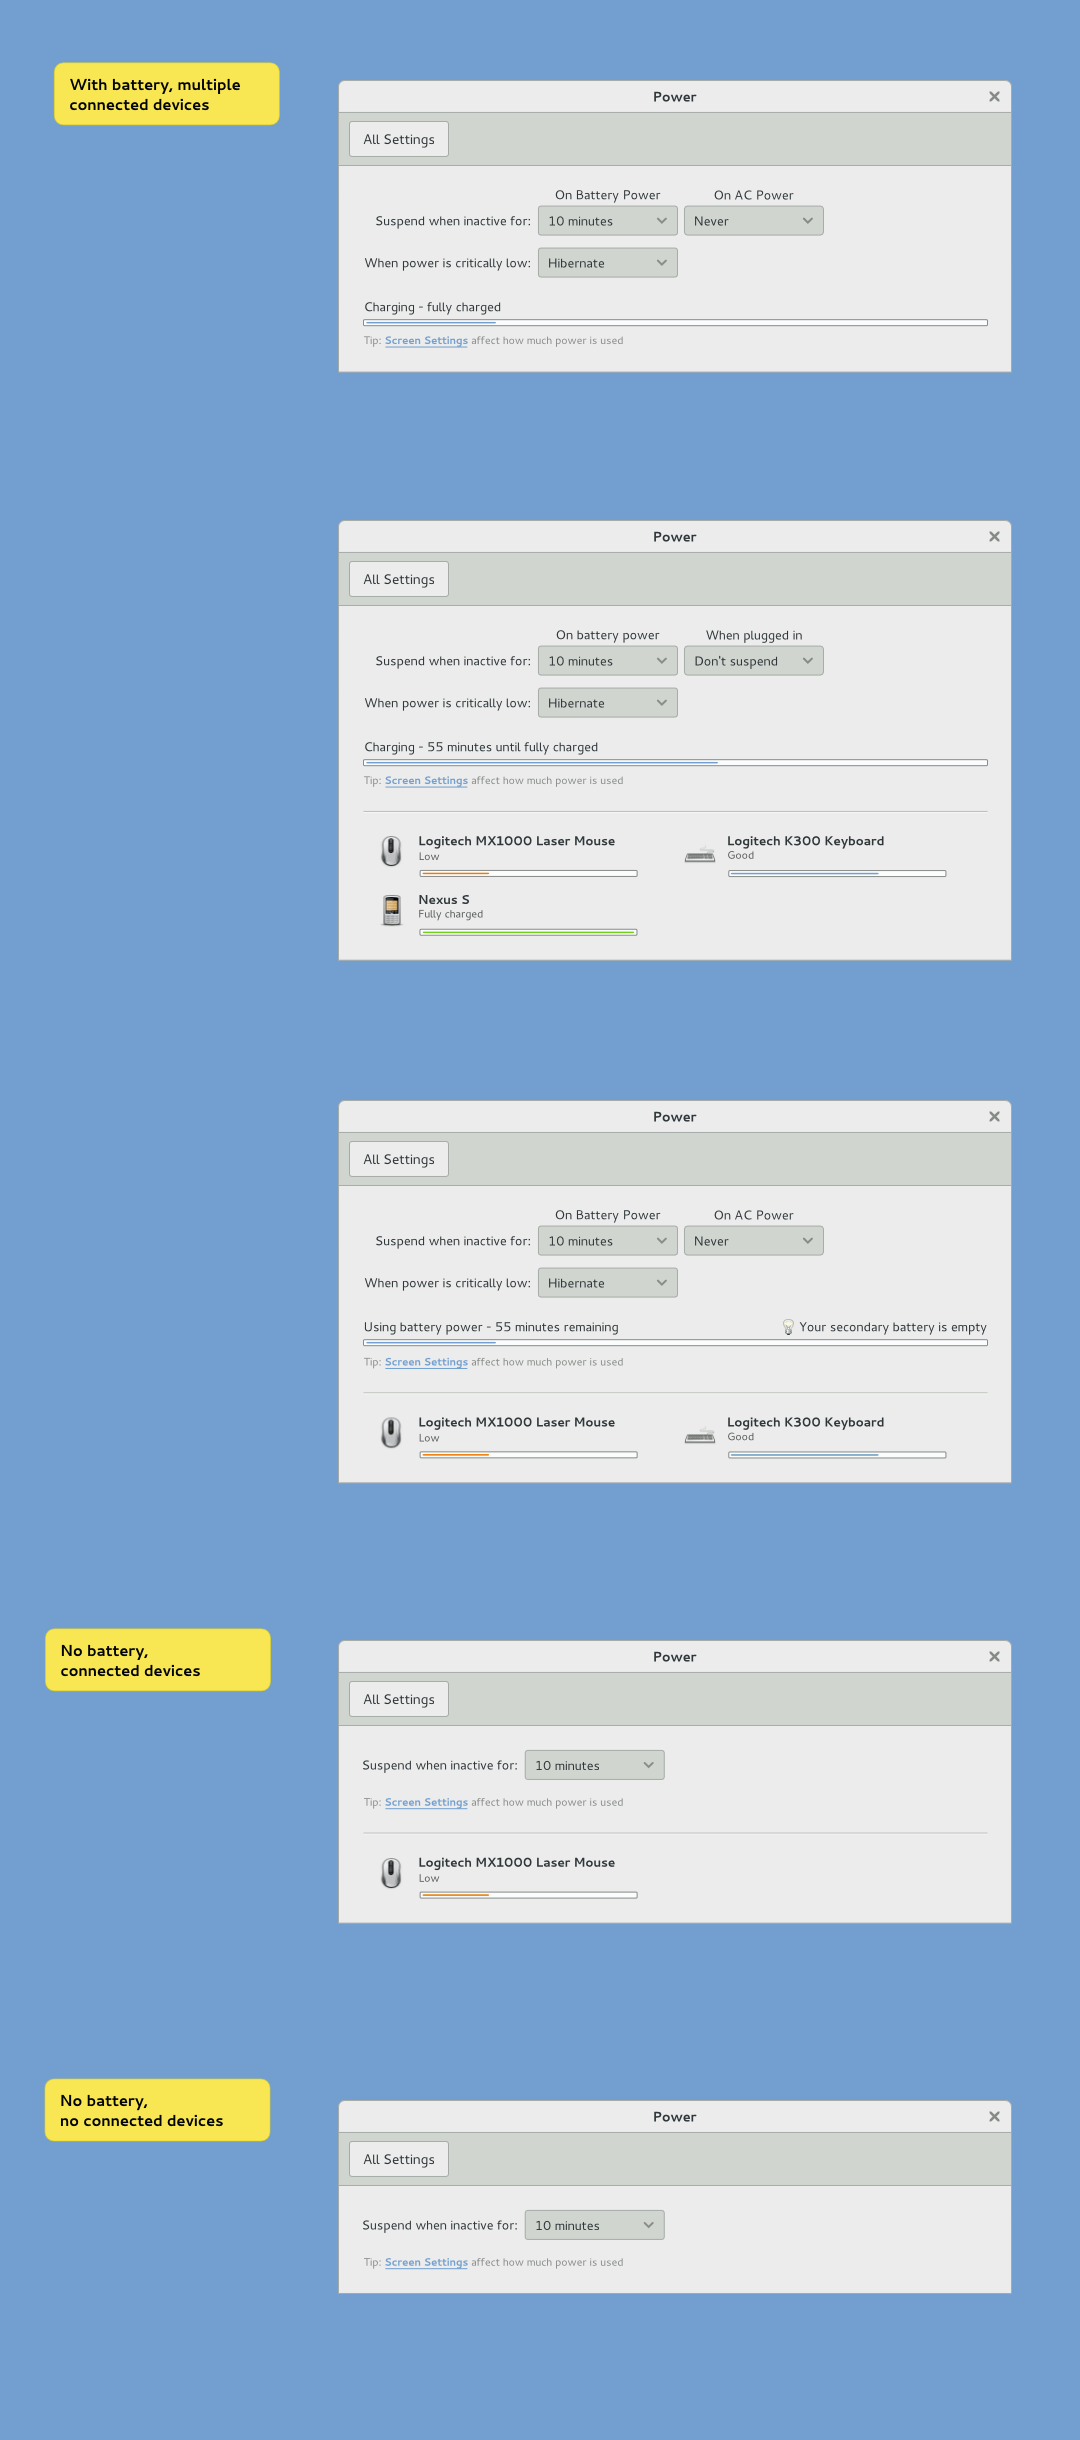 With battery, multiple
connected devices
Power
All Settings
On Battery Power On AC Power
Suspend when inactive for: 10 minutes Never
When power is critically low: Hibernate
Charging - fully charged
Tip: Screen Settings affect how much power is used
Power
All Settings
On battery power When plugged in
Suspend when inactive for: 10 minutes Don't suspend
When power is critically low: Hibernate
Charging - 55 minutes until fully charged
Tip: Screen Settings affect how much power is used
Logitech MX1000 Laser Mouse Logitech K300 Keyboard
Low Good
Nexus S
Fully charged
Power
All Settings
On Battery Power On AC Power
Suspend when inactive for: 10 minutes Never
When power is critically low: Hibernate
Using battery power - 55 minutes remaining Your secondary battery is empty
Tip: Screen Settings affect how much power is used
Logitech MX1000 Laser Mouse Logitech K300 Keyboard
Low Good
No battery,
connected devices
Power
All Settings
Suspend when inactive for: 10 minutes
Tip: Screen Settings affect how much power is used
Logitech MX1000 Laser Mouse
Low
No battery,
no connected devices
Power
All Settings
Suspend when inactive for: 10 minutes
Tip: Screen Settings affect how much power is used